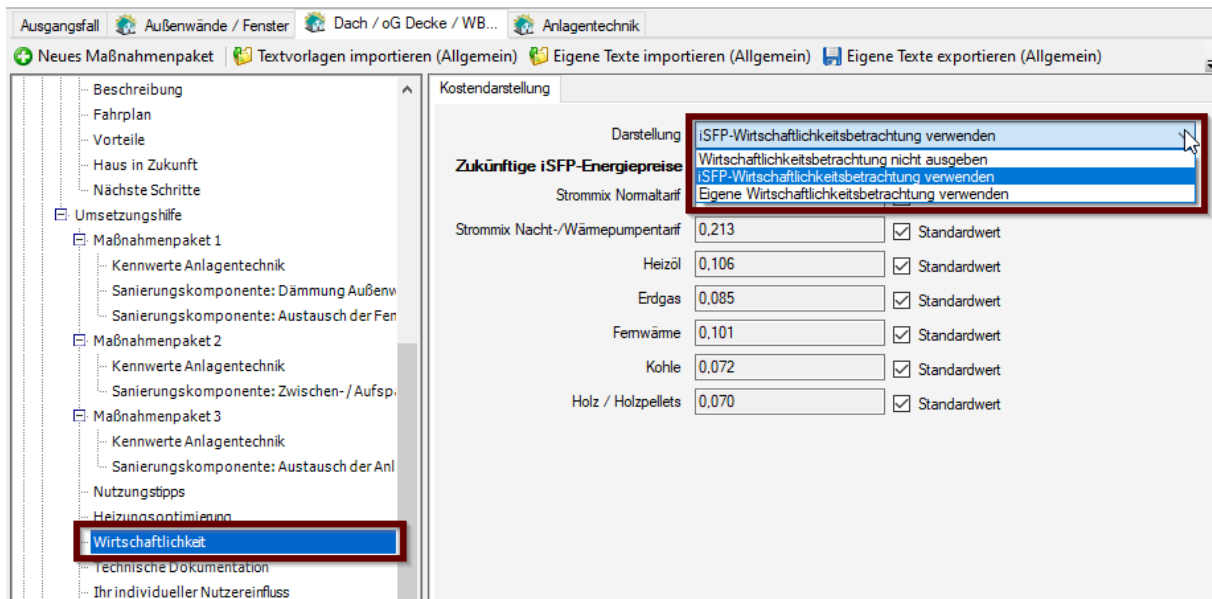 Ausgangsfall Außenwände / Fenster Dach / oG Decke / WB... Anlagentechnik
Neues Maßnahmenpaket Textvorlagen importieren (Allgemein) Eigene Texte importieren (Allgemein) Eigene Texte exportieren (Allgemein)
Beschreibung
Fahrplan
Vorteile
Haus in Zukunft
Nächste Schritte
Umsetzungshilfe
Maßnahmenpaket 1
Kennwerte Anlagentechnik
Sanierungskomponente: Dämmung Außenw
Sanierungskomponente: Austausch der Fen
Maßnahmenpaket 2
Kennwerte Anlagentechnik
Sanierungskomponente: Zwischen- / Aufspa
Maßnahmenpaket 3
Kennwerte Anlagentechnik
Sanierungskomponente: Austausch der Anl
Nutzungstipps
Heizungsoptimierung
Wirtschaftlichkeit
Technische Dokumentation
Ihr individueller Nutzereinfluss
Kostendarstellung
Darstellung iSFP-Wirtschaftlichkeitsbetrachtung verwenden
Wirtschaftlichkeitsbetrachtung nicht ausgeben
iSFP-Wirtschaftlichkeitsbetrachtung verwenden
Eigene Wirtschaftlichkeitsbetrachtung verwenden
Zukünftige iSFP-Energiepreise
Strommix Normaltarif
Strommix Nacht-/Wärmepumpentarif 0,213 Standardwert
Heizöl 0,106 Standardwert
Erdgas 0,085 Standardwert
Fernwärme 0,101 Standardwert
Kohle 0,072 Standardwert
Holz / Holzpellets 0,070 Standardwert